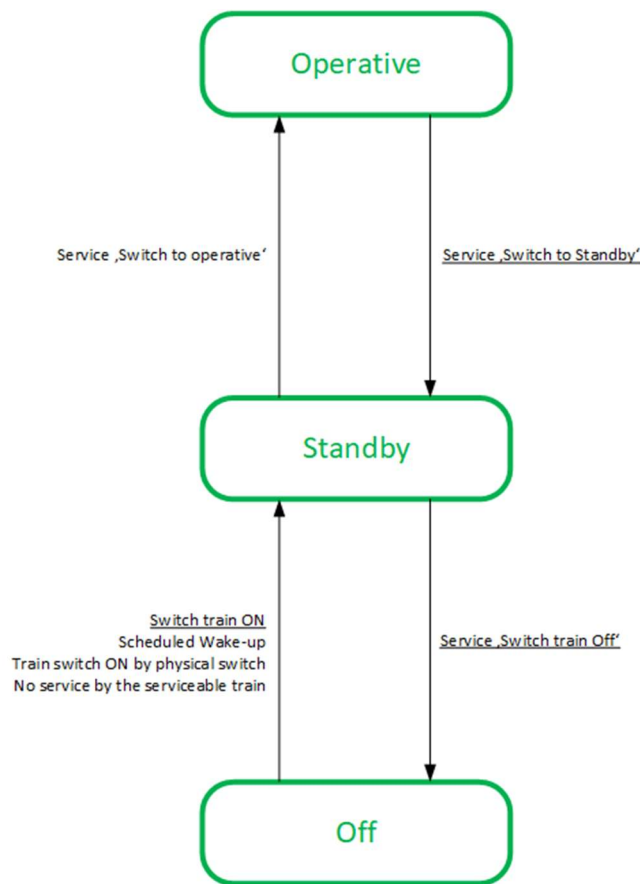 Operative
Service ‚Switch to operative‘
Service ‚Switch to Standby‘
Standby
Switch train ON
Scheduled Wake-up
Train switch ON by physical switch
No service by the serviceable train
Service ‚Switch train Off‘
Off